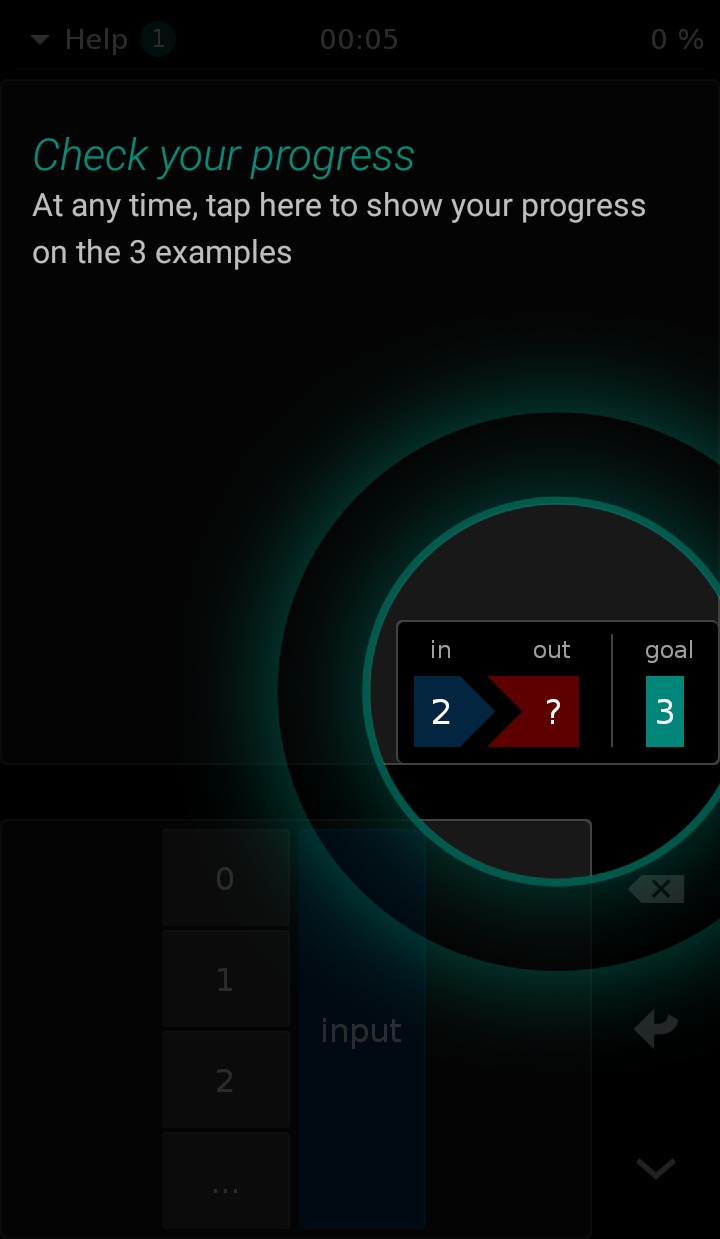 Help 1 00:05 0 %
Check your progress
At any time, tap here to show your progress
on the 3 examples
in out goal
2 ? 3
0
1
input
2
...